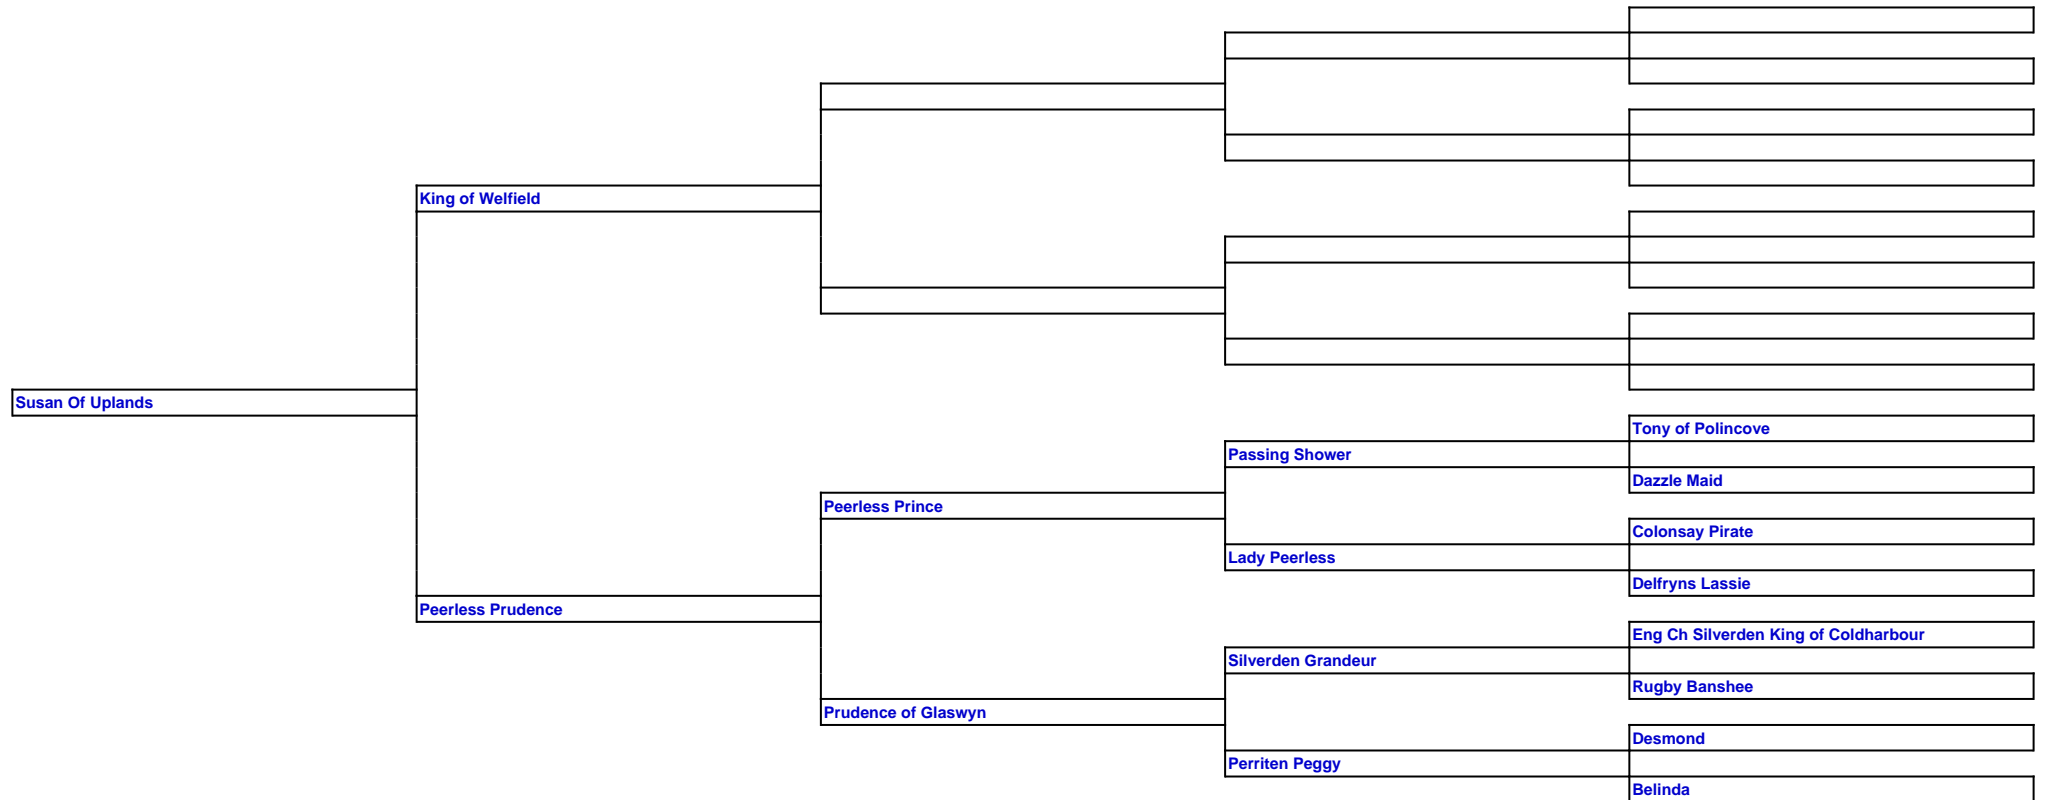 King of Welfield
Susan Of Uplands
Tony of Polincove
Passing Shower
Dazzle Maid
Peerless Prince
Colonsay Pirate
Lady Peerless
Delfryns Lassie
Peerless Prudence
Eng Ch Silverden King of Coldharbour
Silverden Grandeur
Rugby Banshee
Prudence of Glaswyn
Desmond
Perriten Peggy
Belinda